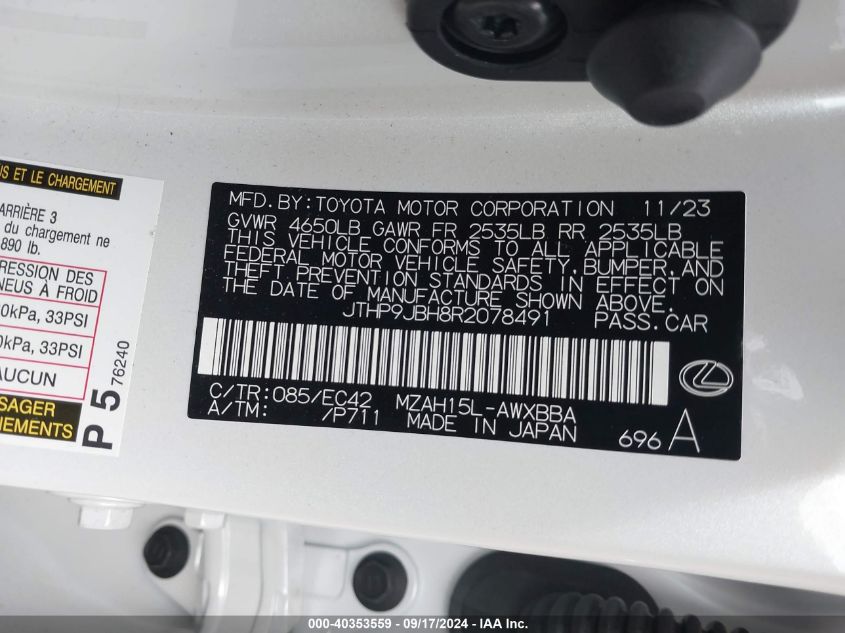 US ET LE CHARGEMENT
ARRIÈRE 3
du chargement ne
890 lb.
RESSION DES
NEUS À FROID
0kPa, 33PSI
0kPa, 33PSI
AUCUN
SAGER
NEMENTS
P 5
76240
MFD.BY:TOYOTA MOTOR CORPORATION 11/23
GVWR 4650LB GAWR FR 2535LB RR 2535LB
THIS VEHICLE CONFORMS TO ALL APPLICABLE
FEDERAL MOTOR VEHICLE SAFETY,BUMPER,AND
THEFT PREVENTION STANDARDS IN EFFECT ON
THE DATE OF MANUFACTURE SHOWN ABOVE.
JTHP9JBH8R2078491 PASS.CAR
C/TR:085/EC42 MZAH15L-AWXBBA
A/TM: /P711 MADE IN JAPAN
696 A
000-40353559 - 09/17/2024 - IAA Inc.